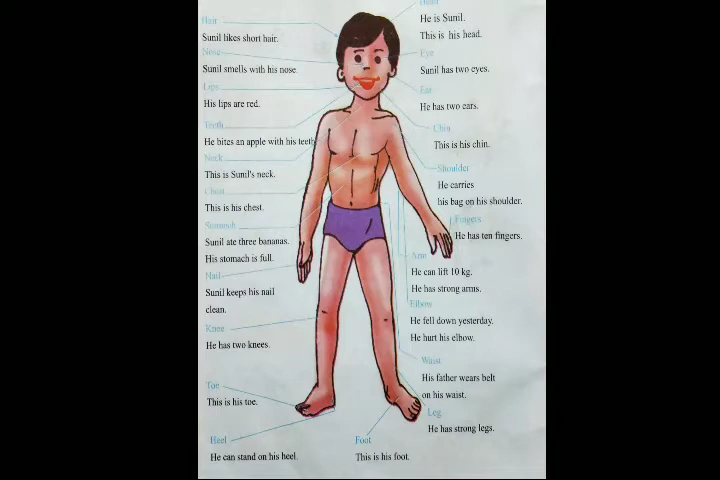 Hair
Sunil likes short hair.
Nose
Sunil smells with his nose.
Lips
His lips are red.
Teeth
He bites an apple with his teeth
Neck
This is Sunil's neck.
Chest
This is his chest.
Stomach
Sunil ate three bananas.
His stomach is full.
Nail
Sunil keeps his nail
clean.
Knee
He has two knees.
Toe
This is his toe.
Heel
He can stand on his heel.
Head
He is Sunil.
This is his head.
Eye
Sunil has two eyes.
Ear
He has two ears.
Chin
This is his chin.
Shoulder
He carries
his bag on his shoulder.
Fingers
He has ten fingers.
Arm
He can lift 10 kg.
He has strong arms.
Elbow
He fell down yesterday.
He hurt his elbow.
Waist
His father wears belt
on his waist.
Leg
He has strong legs.
Foot
This is his foot.